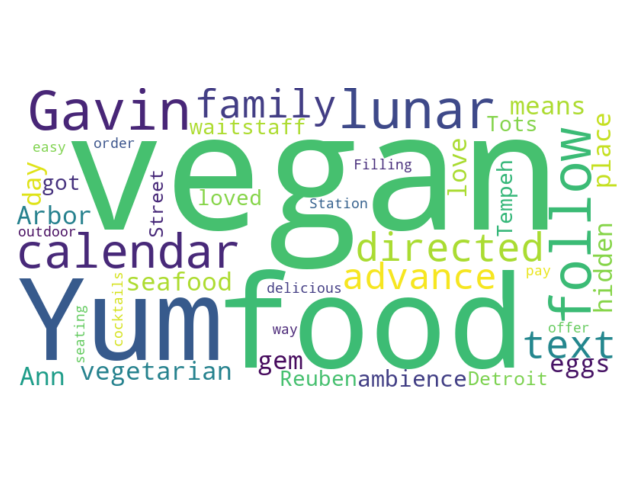 Gavin family lunar means
waitstaff Tots
easy order vegan Filling love follow place
day got Street loved Station Tempeh
Arbor
outdoor calendar directed hidden
seafood advance
Yum food cocktails delicious pay
seating way offer text
Ann vegetarian gem eggs
Reuben ambience Detroit